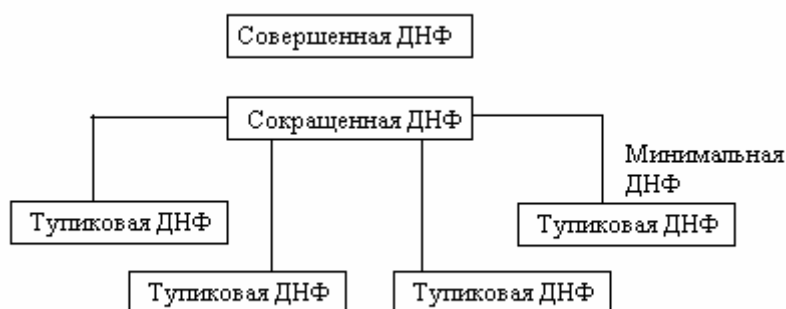 Совершенная ДНФ
Сокращенная ДНФ
Минимальная
ДНФ
Тупиковая ДНФ
Тупиковая ДНФ
Тупиковая ДНФ
Тупиковая ДНФ